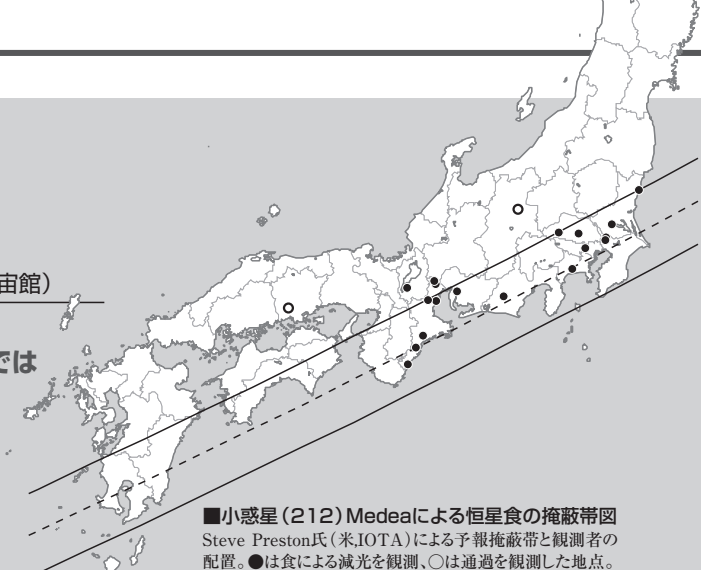 宙館)
では
■小惑星(212)Medeaによる恒星食の掩蔽帯図
Steve Preston氏(米,IOTA)による予報掩蔽帯と観測者の
配置。●は食による減光を観測、○は通過を観測した地点。